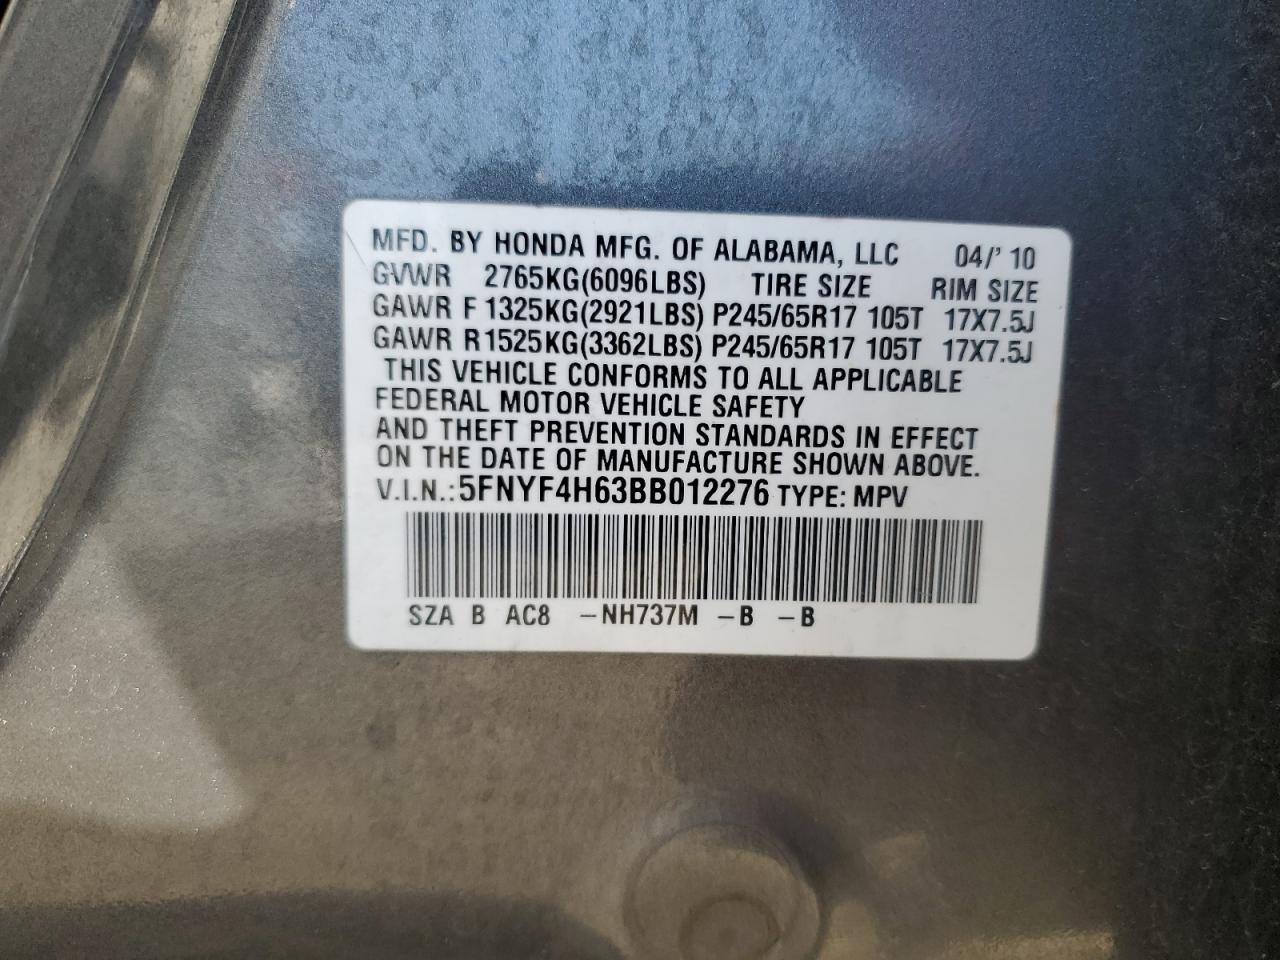 MFD. BY HONDA MFG. OF ALABAMA, LLC 04/'10
GVWR 2765KG(6096LBS) TIRE SIZE RIM SIZE
GAWR F 1325KG(2921LBS) P245/65R17 105T 17X7.5J
GAWR R 1525KG(3362LBS) P245/65R17 105T 17X7.5J
THIS VEHICLE CONFORMS TO ALL APPLICABLE
FEDERAL MOTOR VEHICLE SAFETY
AND THEFT PREVENTION STANDARDS IN EFFECT
ON THE DATE OF MANUFACTURE SHOWN ABOVE.
V.I.N.: 5FNYF4H63BB012276 TYPE: MPV
SZA B AC8 -NH737M -B -B